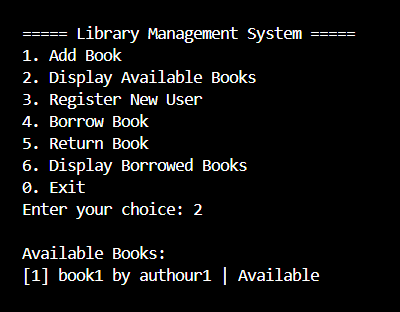 ===== Library Management System =====
1. Add Book
2. Display Available Books
3. Register New User
4. Borrow Book
5. Return Book
6. Display Borrowed Books
0. Exit
Enter your choice: 2
Available Books:
[1] book1 by authour1 | Available